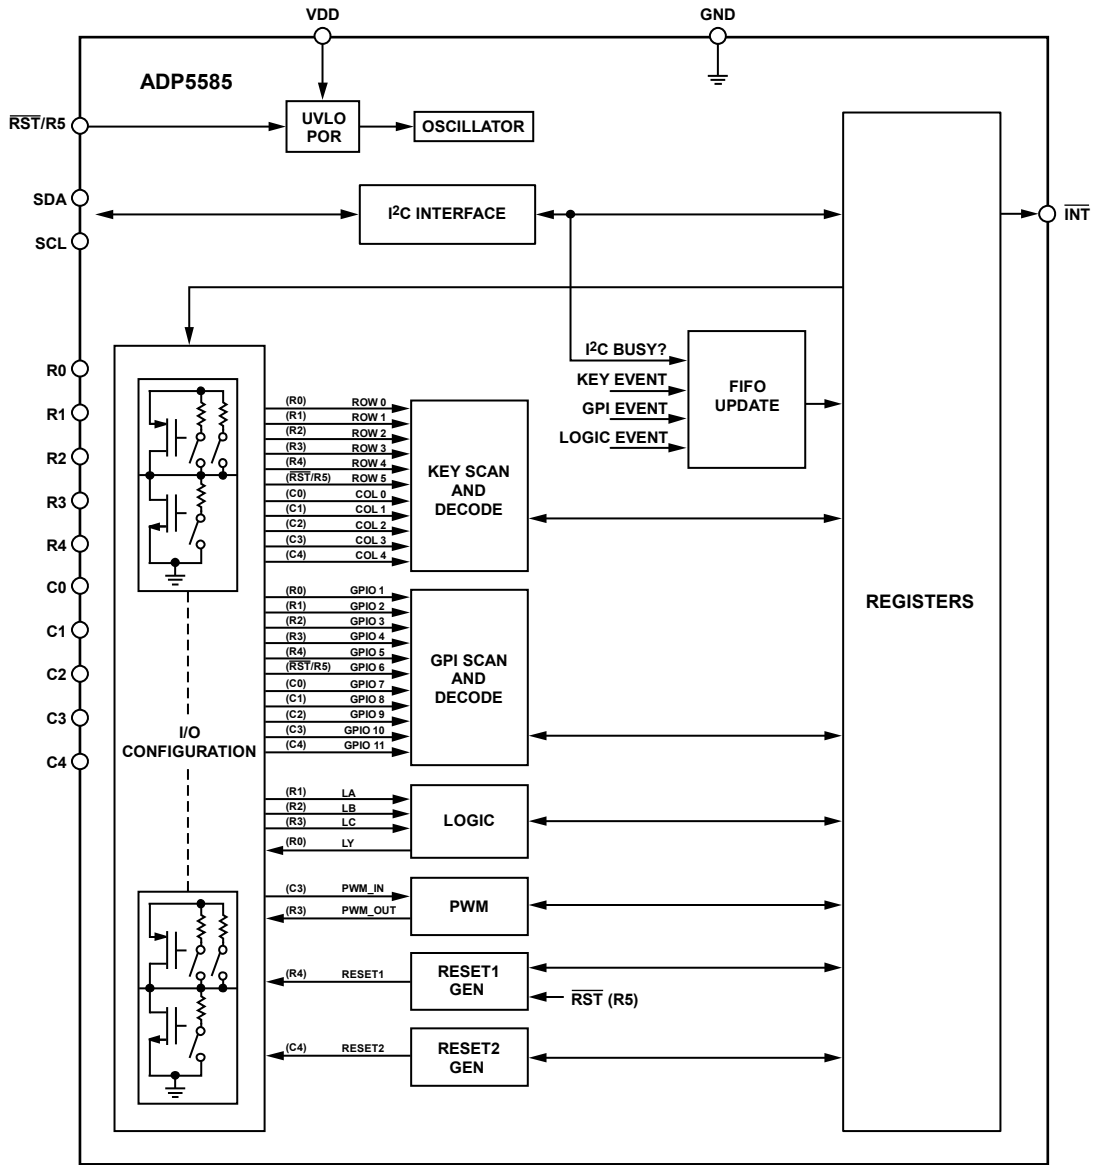 VDD
GND
ADP5585
RST/R5
UVLO
POR
OSCILLATOR
SDA
I²C INTERFACE
INT
SCL
I²C BUSY?
KEY EVENT
GPI EVENT
LOGIC EVENT
FIFO
UPDATE
R0
R1
R2
R3
R4
C0
C1
C2
C3
C4
I/O
CONFIGURATION
(R0) ROW 0
(R1) ROW 1
(R2) ROW 2
(R3) ROW 3
(R4) ROW 4
(RST/R5) ROW 5
(C0) COL 0
(C1) COL 1
(C2) COL 2
(C3) COL 3
(C4) COL 4
KEY SCAN
AND
DECODE
(R0) GPIO 1
(R1) GPIO 2
(R2) GPIO 3
(R3) GPIO 4
(R4) GPIO 5
(RST/R5) GPIO 6
(C0) GPIO 7
(C1) GPIO 8
(C2) GPIO 9
(C3) GPIO 10
(C4) GPIO 11
GPI SCAN
AND
DECODE
REGISTERS
(R1) LA
(R2) LB
(R3) LC
(R0) LY
LOGIC
(C3) PWM_IN
(R3) PWM_OUT
PWM
(R4) RESET1
RESET1
GEN
RST (R5)
(C4) RESET2
RESET2
GEN